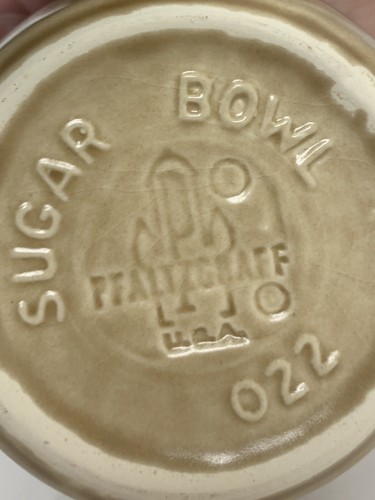 SUGAR BOWL
P
PFALTZGRAFF
U.S.A.
022